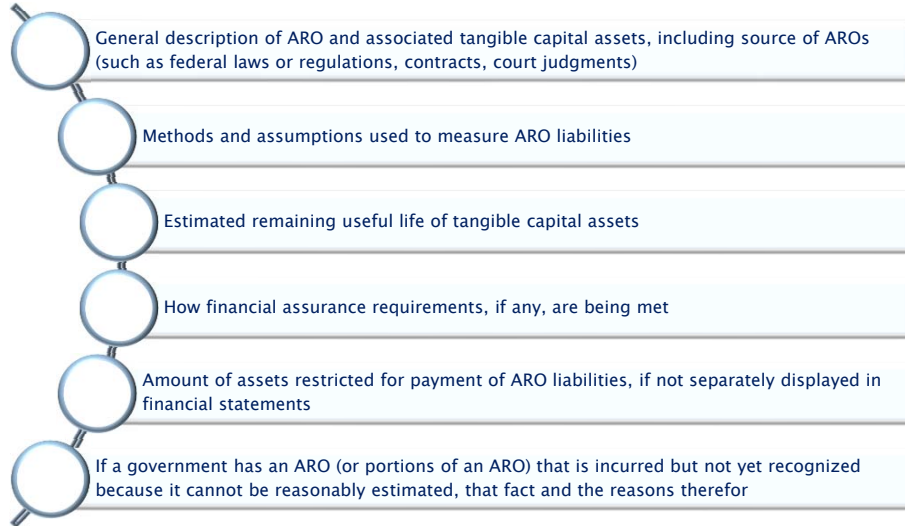 General description of ARO and associated tangible capital assets, including source of AROs
(such as federal laws or regulations, contracts, court judgments)
Methods and assumptions used to measure ARO liabilities
Estimated remaining useful life of tangible capital assets
How financial assurance requirements, if any, are being met
Amount of assets restricted for payment of ARO liabilities, if not separately displayed in
financial statements
If a government has an ARO (or portions of an ARO) that is incurred but not yet recognized
because it cannot be reasonably estimated, that fact and the reasons therefor